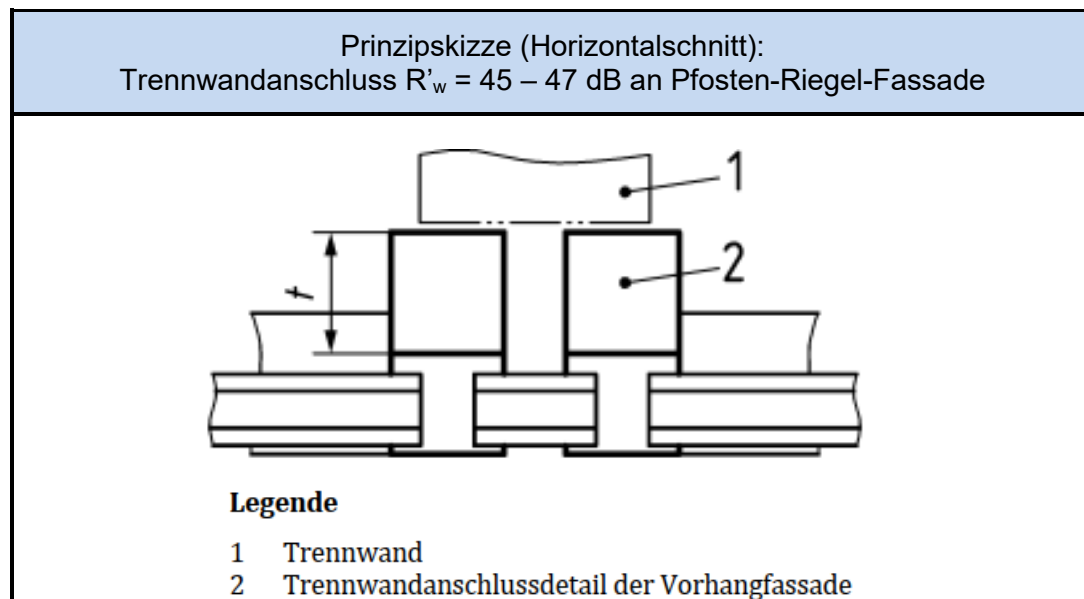 Prinzipskizze (Horizontalschnitt):
Trennwandanschluss R'w = 45 – 47 dB an Pfosten-Riegel-Fassade
1
2
t
Legende
1 Trennwand
2 Trennwandanschlussdetail der Vorhangfassade